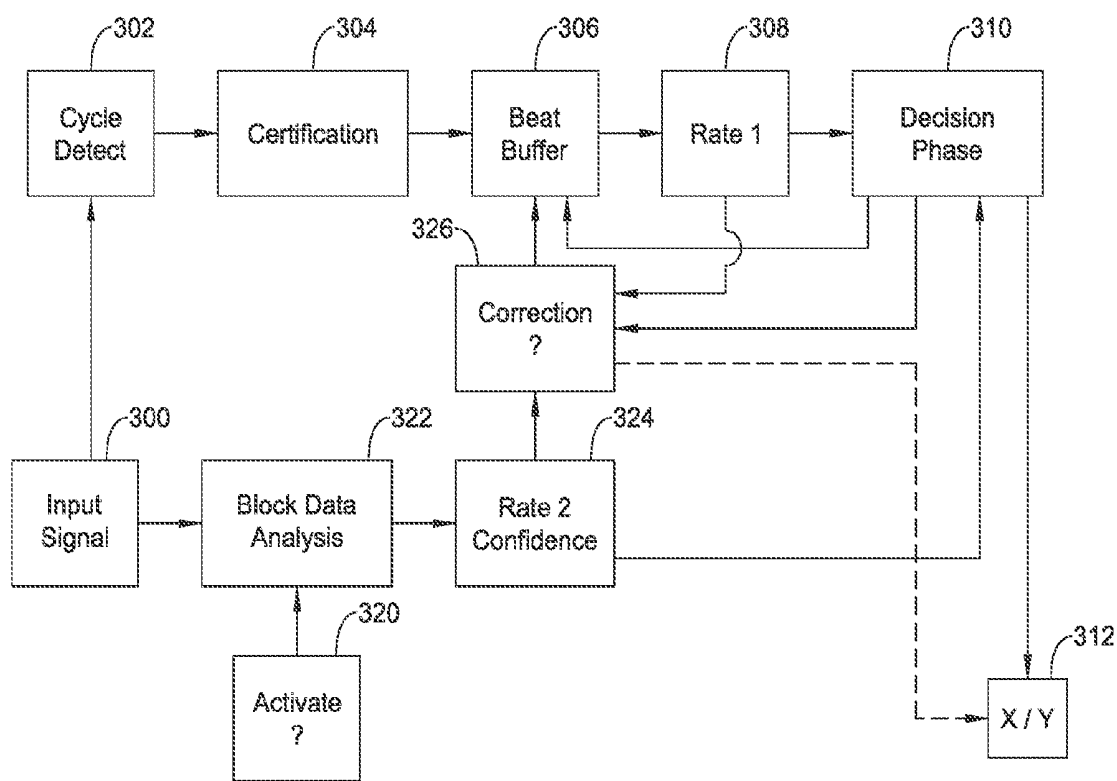 302
304
306
308
310
Cycle
Detect
Certification
Beat
Buffer
Rate 1
Decision
Phase
326
Correction
?
300
322
324
Input
Signal
Block Data
Analysis
Rate 2
Confidence
320
Activate
?
312
X / Y